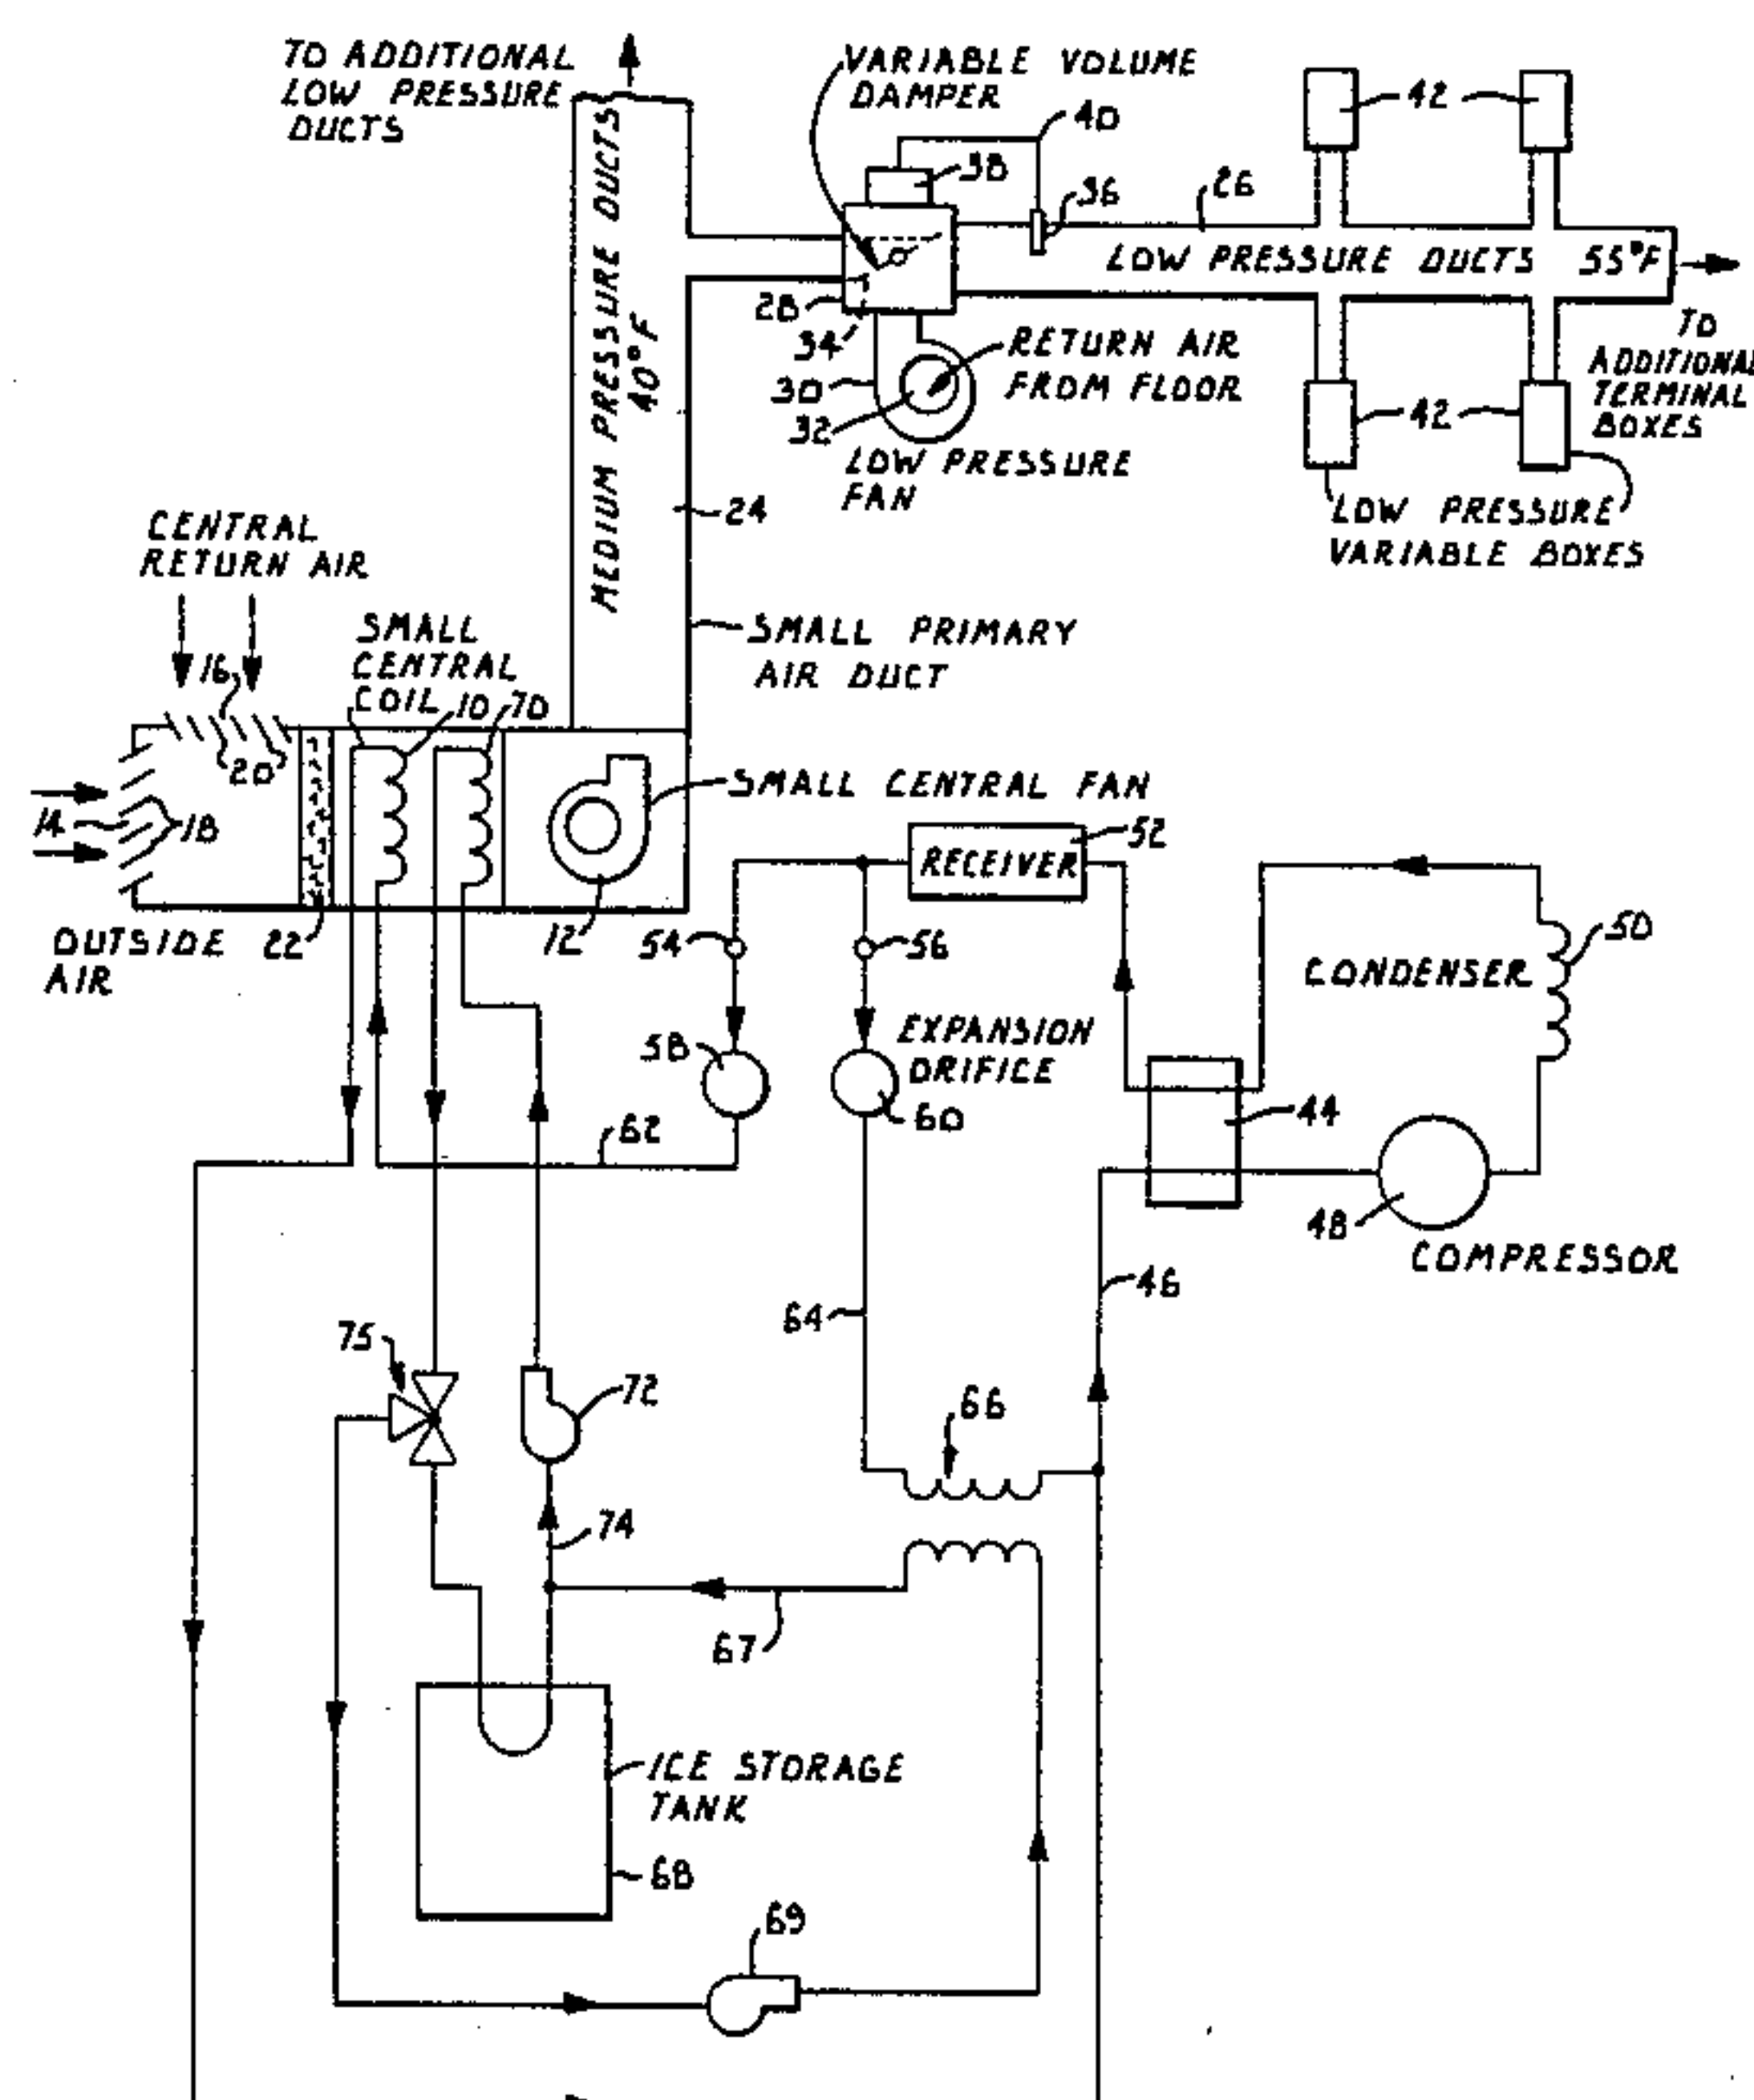 TO ADDITIONAL
LOW PRESSURE
DUCTS
VARIABLE VOLUME
DAMPER
40
38
36
26
42
MEDIUM PRESSURE DUCTS
40°F
LOW PRESSURE DUCTS 55°F
28
34
30
32
RETURN AIR
FROM FLOOR
LOW PRESSURE
FAN
TO
ADDITIONAL
TERMINAL
BOXES
42
LOW PRESSURE
VARIABLE BOXES
24
CENTRAL
RETURN AIR
SMALL PRIMARY
AIR DUCT
SMALL
CENTRAL
COIL
16
10
70
20
14
18
SMALL CENTRAL FAN
52
RECEIVER
OUTSIDE
AIR
22
12
54
56
50
CONDENSER
58
EXPANSION
ORIFICE
60
44
62
48
COMPRESSOR
46
64
75
72
66
74
67
ICE STORAGE
TANK
68
69